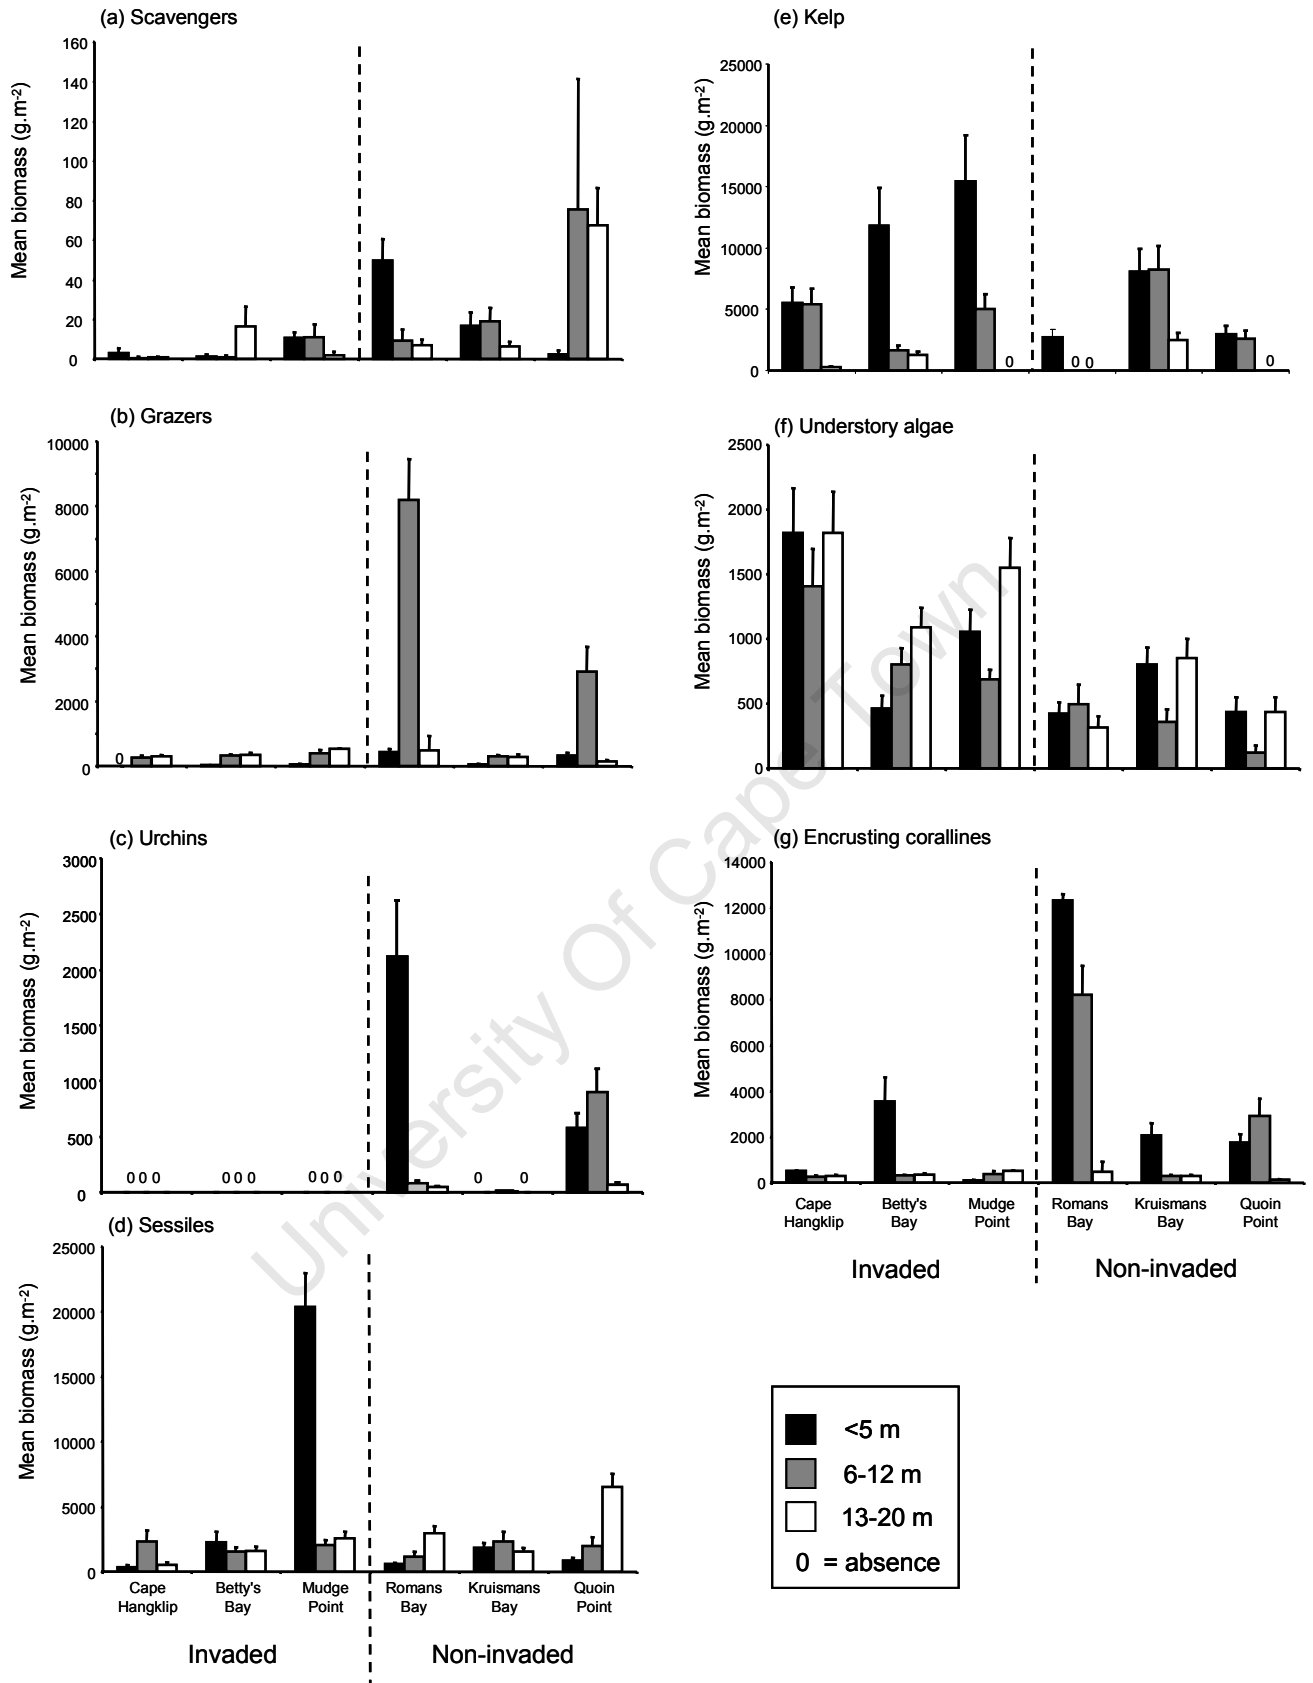 (a) Scavengers
Mean biomass (g.m-2)
160
140
120
100
80
60
40
20
0
(b) Grazers
Mean biomass (g.m-2)
10000
8000
6000
4000
2000
0
0
(c) Urchins
Mean biomass (g.m-2)
3000
2500
2000
1500
1000
500
0
0 0 0
0 0 0
0 0 0
0
0
(d) Sessiles
Mean biomass (g.m-2)
25000
20000
15000
10000
5000
0
Cape Hangklip
Betty's Bay
Mudge Point
Romans Bay
Kruismans Bay
Quoin Point
Invaded
Non-invaded
(e) Kelp
Mean biomass (g.m-2)
25000
20000
15000
10000
5000
0
0
0 0
0
(f) Understory algae
Mean biomass (g.m-2)
2500
2000
1500
1000
500
0
(g) Encrusting corallines
Mean biomass (g.m-2)
14000
12000
10000
8000
6000
4000
2000
0
Cape Hangklip
Betty's Bay
Mudge Point
Romans Bay
Kruismans Bay
Quoin Point
Invaded
Non-invaded
<5 m
6-12 m
13-20 m
0 = absence
University Of Cape Town